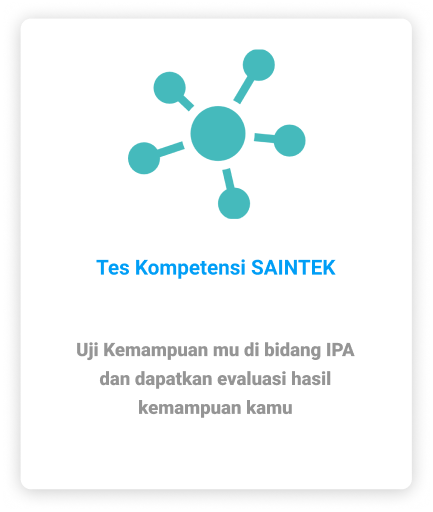 Tes Kompetensi SAINTEK
Uji Kemampuan mu di bidang IPA
dan dapatkan evaluasi hasil
kemampuan kamu